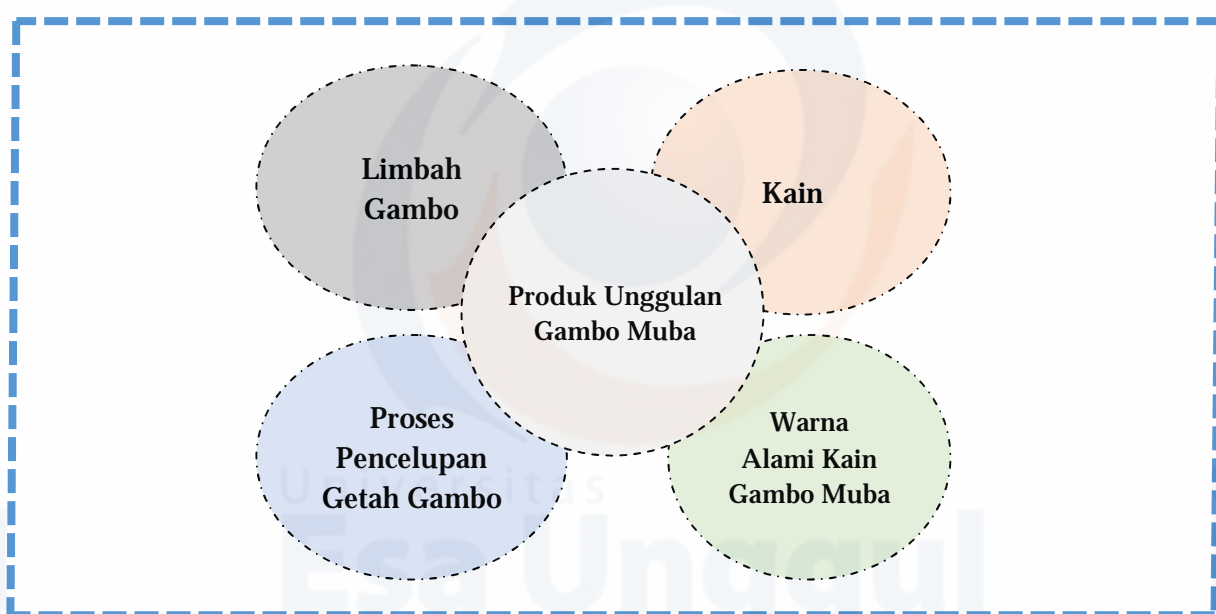 Limbah
Gambo
Kain
Produk Unggulan
Gambo Muba
Proses
Pencelupan
Getah Gambo
Warna
Alami Kain
Gambo Muba
Universitas
Esa Unggul